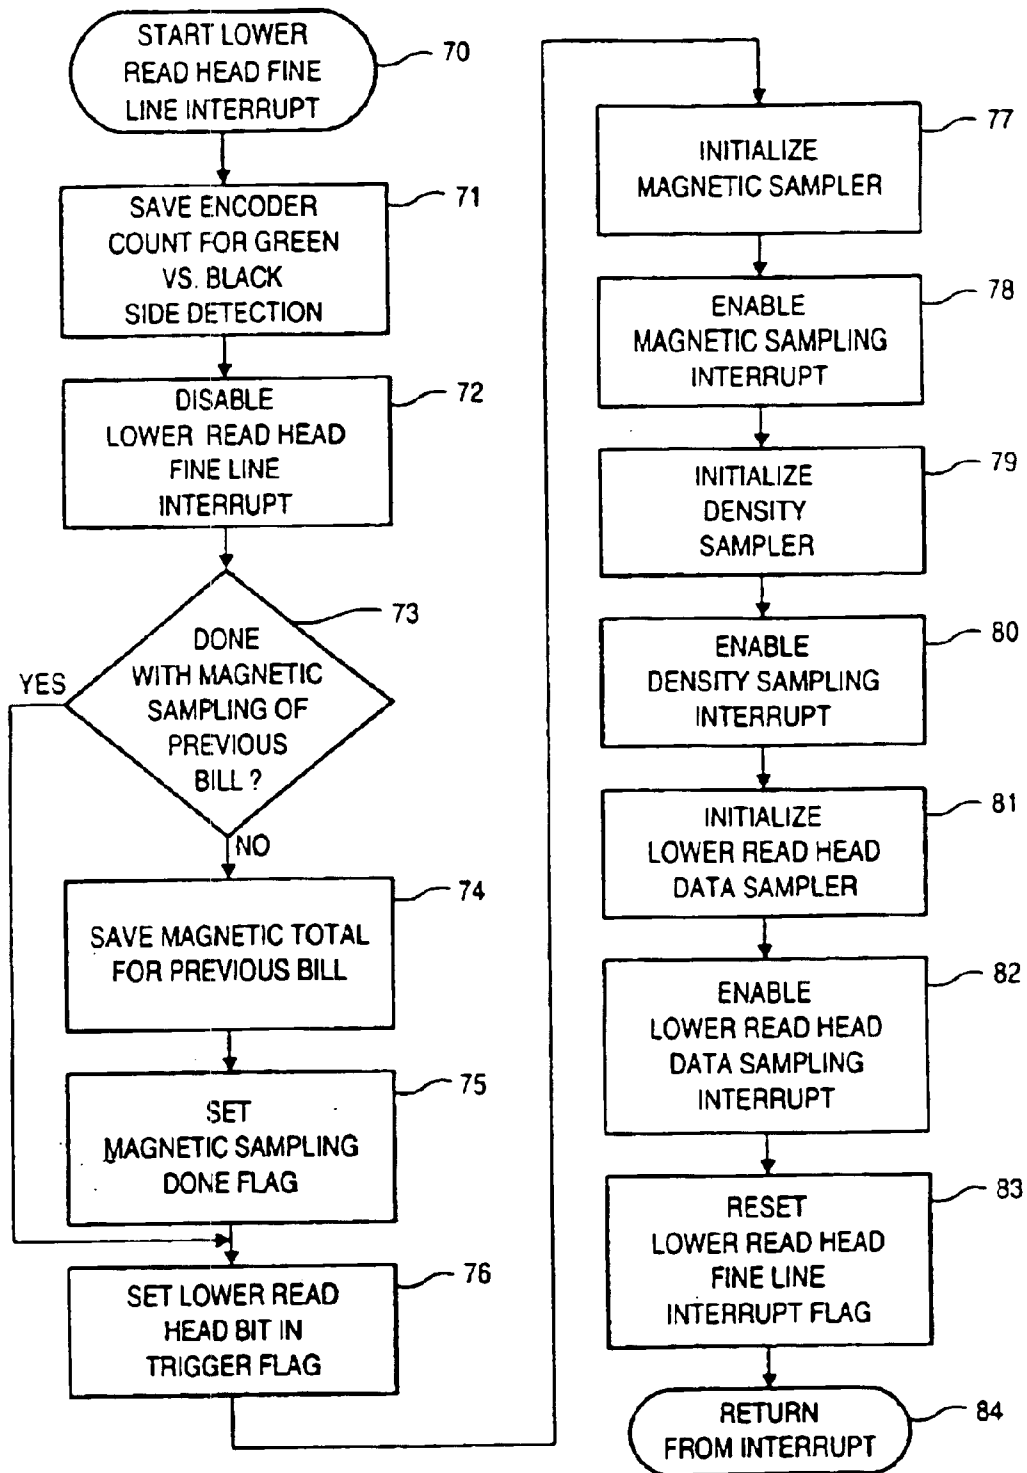 START LOWER
READ HEAD FINE
LINE INTERRUPT
70
SAVE ENCODER
COUNT FOR GREEN
VS. BLACK
SIDE DETECTION
71
DISABLE
LOWER READ HEAD
FINE LINE
INTERRUPT
72
DONE
WITH MAGNETIC
SAMPLING OF
PREVIOUS
BILL ?
73
YES
NO
SAVE MAGNETIC TOTAL
FOR PREVIOUS BILL
74
SET
MAGNETIC SAMPLING
DONE FLAG
75
SET LOWER READ
HEAD BIT IN
TRIGGER FLAG
76
INITIALIZE
MAGNETIC SAMPLER
77
ENABLE
MAGNETIC SAMPLING
INTERRUPT
78
INITIALIZE
DENSITY
SAMPLER
79
ENABLE
DENSITY SAMPLING
INTERRUPT
80
INITIALIZE
LOWER READ HEAD
DATA SAMPLER
81
ENABLE
LOWER READ HEAD
DATA SAMPLING
INTERRUPT
82
RESET
LOWER READ HEAD
FINE LINE
INTERRUPT FLAG
83
RETURN
FROM INTERRUPT
84